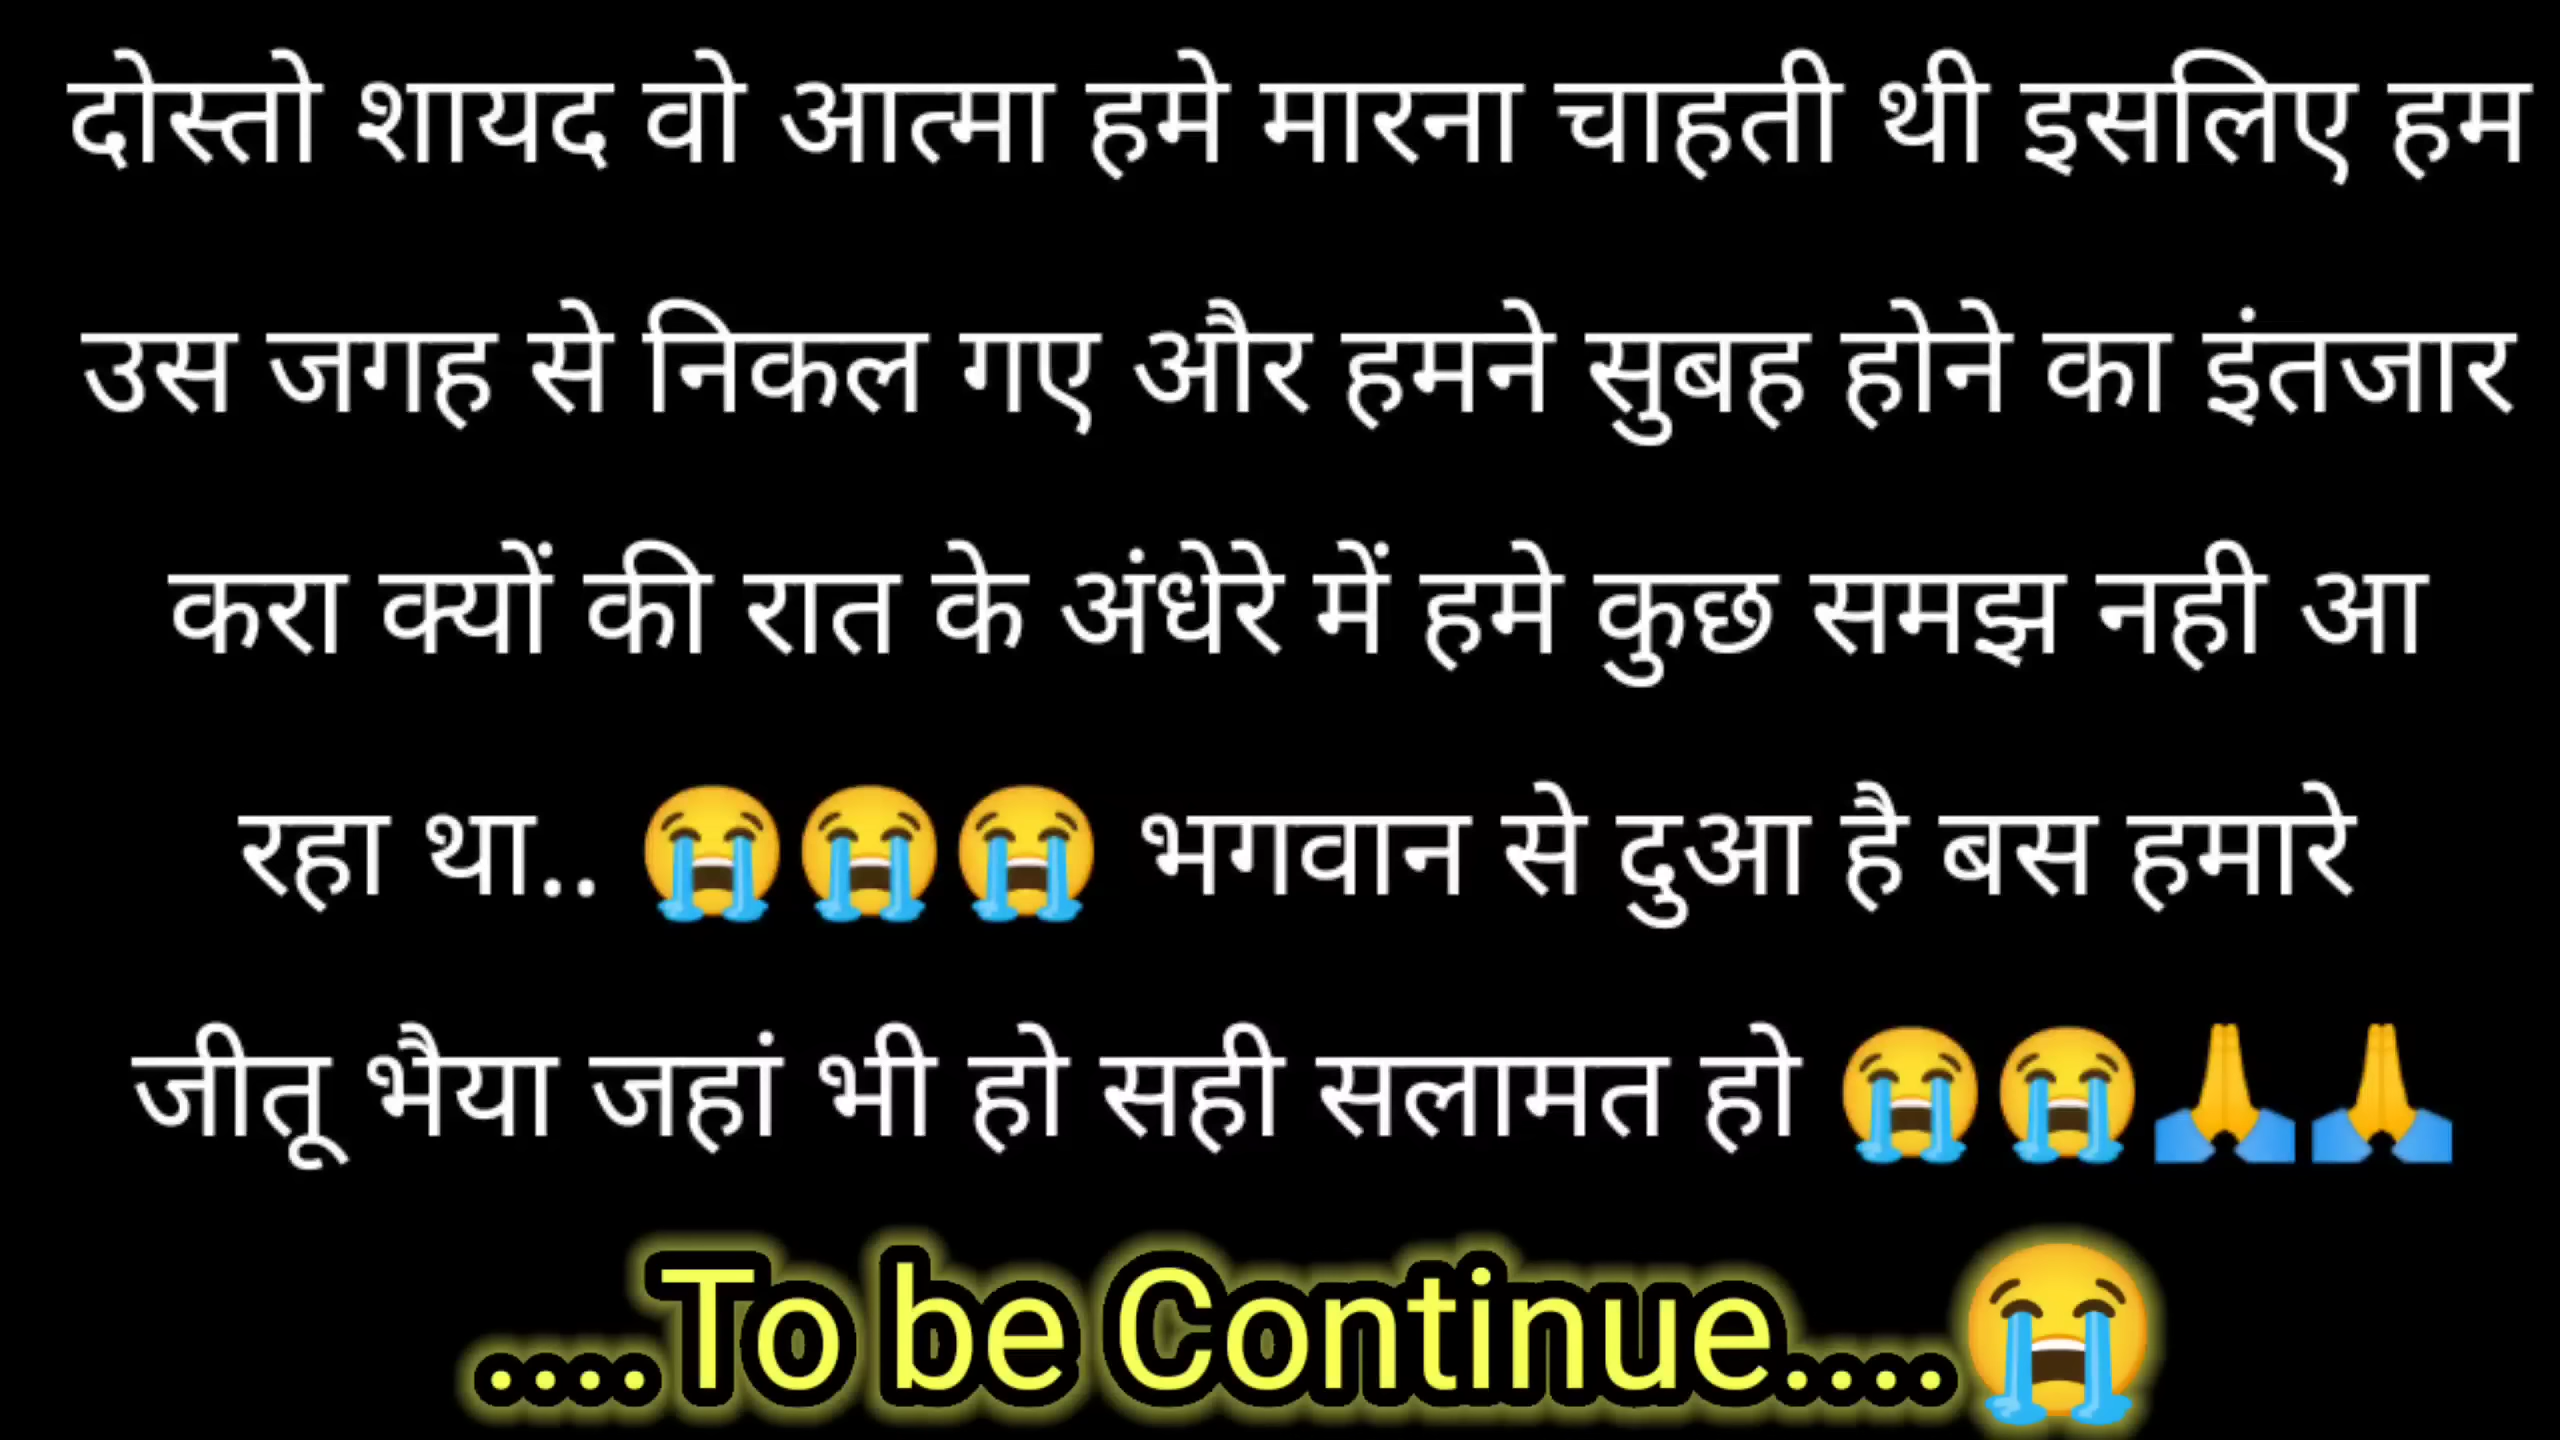 दोस्तो शायद वो आत्मा हमे मारना चाहती थी इसलिए हम
उस जगह से निकल गए और हमने सुबह होने का इंतजार
करा क्यों की रात के अंधेरे में हमे कुछ समझ नही आ
रहा था.. 😭😭😭 भगवान से दुआ है बस हमारे
जीतू भैया जहां भी हो सही सलामत हो 😭😭🙏🙏
....To be Continue....😭